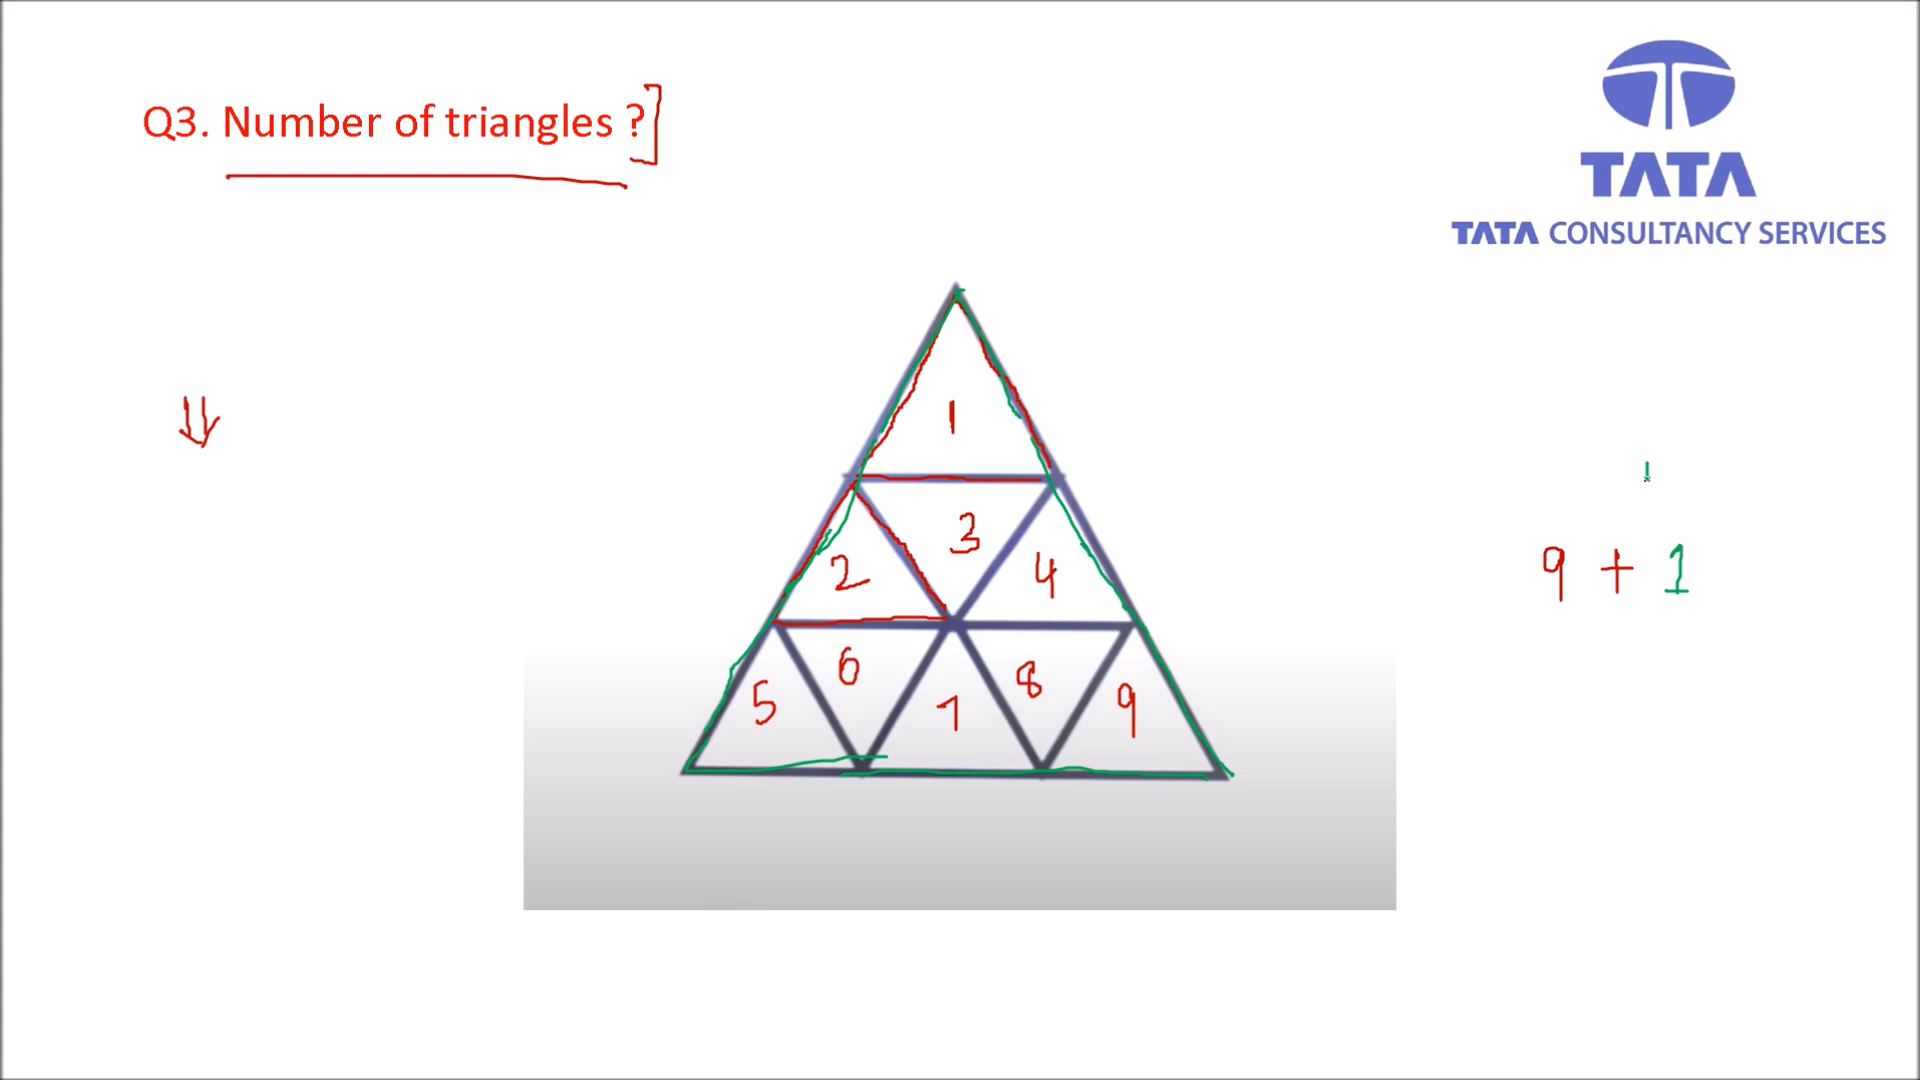 Q3. Number of triangles ?]
TATA
TATA CONSULTANCY SERVICES
1
3
2
4
6
8
5
7
9
9 + 1